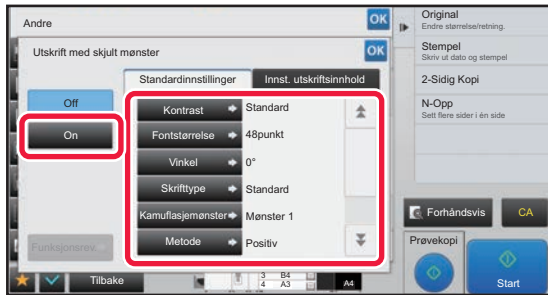 Andre
OK
Utskrift med skjult mønster
OK
Standardinnstillinger
Innst. utskriftsinnhold
Off
On
Kontrast
Standard
Fontstørrelse
48punkt
Vinkel
0°
Skrifttype
Standard
Kamuflasjemønster
Mønster 1
Metode
Positiv
Funksjonsrev.
Tilbake
3 B4
4 A3
A4
Original
Endre størrelse/retning.
Stempel
Skriv ut dato og stempel
2-Sidig Kopi
N-Opp
Sett flere sider i én side
Forhåndsvis
CA
Prøvekopi
Start